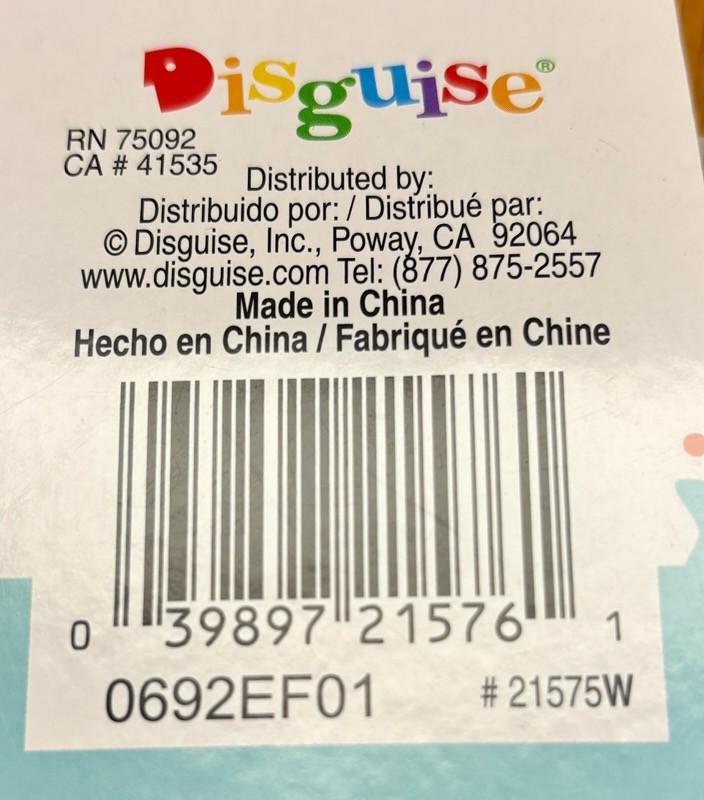 Disguise®
RN 75092
CA # 41535
Distributed by:
Distribuido por: / Distribué par:
© Disguise, Inc., Poway, CA 92064
www.disguise.com Tel: (877) 875-2557
Made in China
Hecho en China / Fabriqué en Chine
0 39897 21576 1
0692EF01 # 21575W